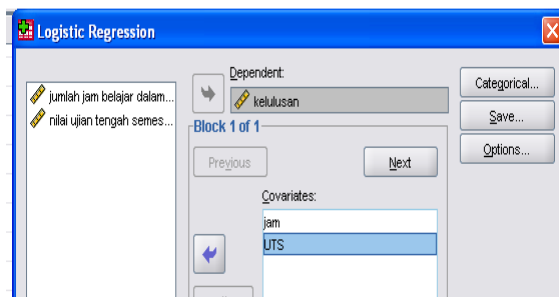 Logistic Regression
jumlah jam belajar dalam...
nilai ujian tengah semes...
Dependent:
kelulusan
Block 1 of 1
Previous
Next
Covariates:
jam
UTS
Categorical...
Save...
Options...